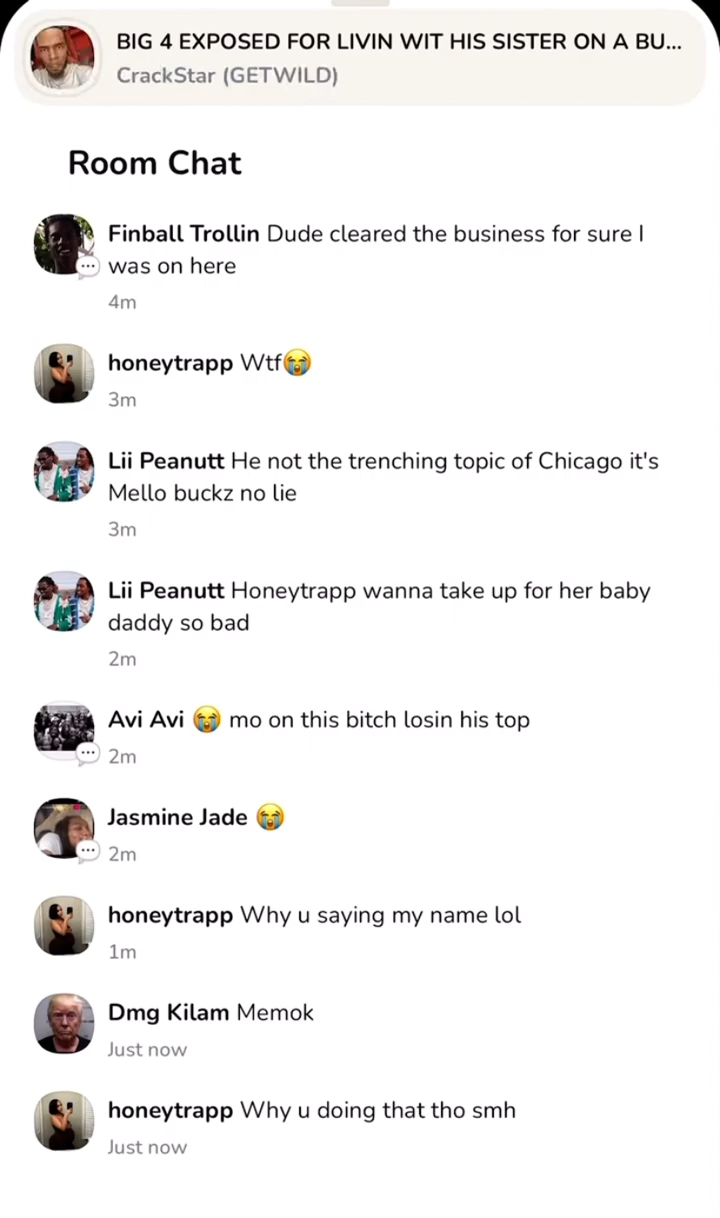 BIG 4 EXPOSED FOR LIVIN WIT HIS SISTER ON A BU...
CrackStar (GETWILD)
Room Chat
Finball Trollin Dude cleared the business for sure I
was on here
4m
honeytrapp Wtf😭
3m
Lii Peanutt He not the trenching topic of Chicago it's
Mello buckz no lie
3m
Lii Peanutt Honeytrapp wanna take up for her baby
daddy so bad
2m
Avi Avi 😭 mo on this bitch losin his top
2m
Jasmine Jade 😭
2m
honeytrapp Why u saying my name lol
1m
Dmg Kilam Memok
Just now
honeytrapp Why u doing that tho smh
Just now